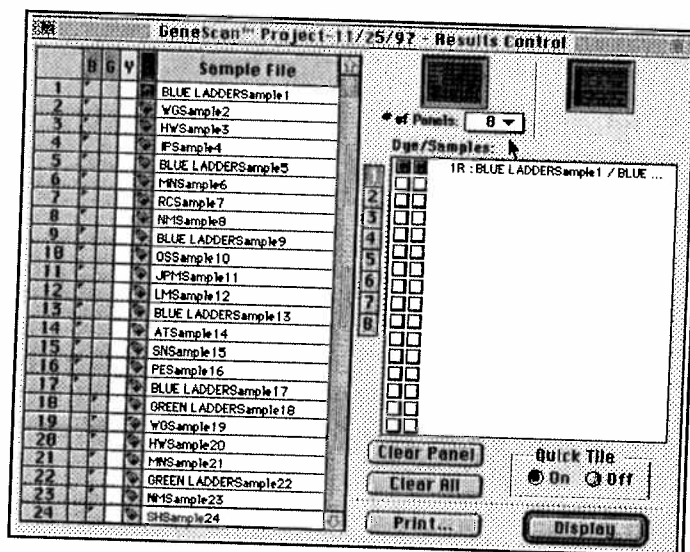 GeneScan™ Project-11/25/97 - Results Control
B G Y Sample File
1 BLUE LADDERSample1
2 WGSample2
3 HWSample3
4 IPSample4
5 BLUE LADDERSample5
6 MNSample6
7 RCSample7
8 NMSample8
9 BLUE LADDERSample9
10 OSSample10
11 JPMSample11
12 LMSample12
13 BLUE LADDERSample13
14 ATSample14
15 SNSample15
16 PESample16
17 BLUE LADDERSample17
18 GREEN LADDERSample18
19 WGSample19
20 HWSample20
21 MNSample21
22 GREEN LADDERSample22
23 NMSample23
24 SHSample24
# of Panels: 8
Dye/Samples:
1R : BLUE LADDERSample1 / BLUE ...
1
2
3
4
5
6
7
8
Clear Panel
Clear All
Quick Tile
On Off
Print...
Display